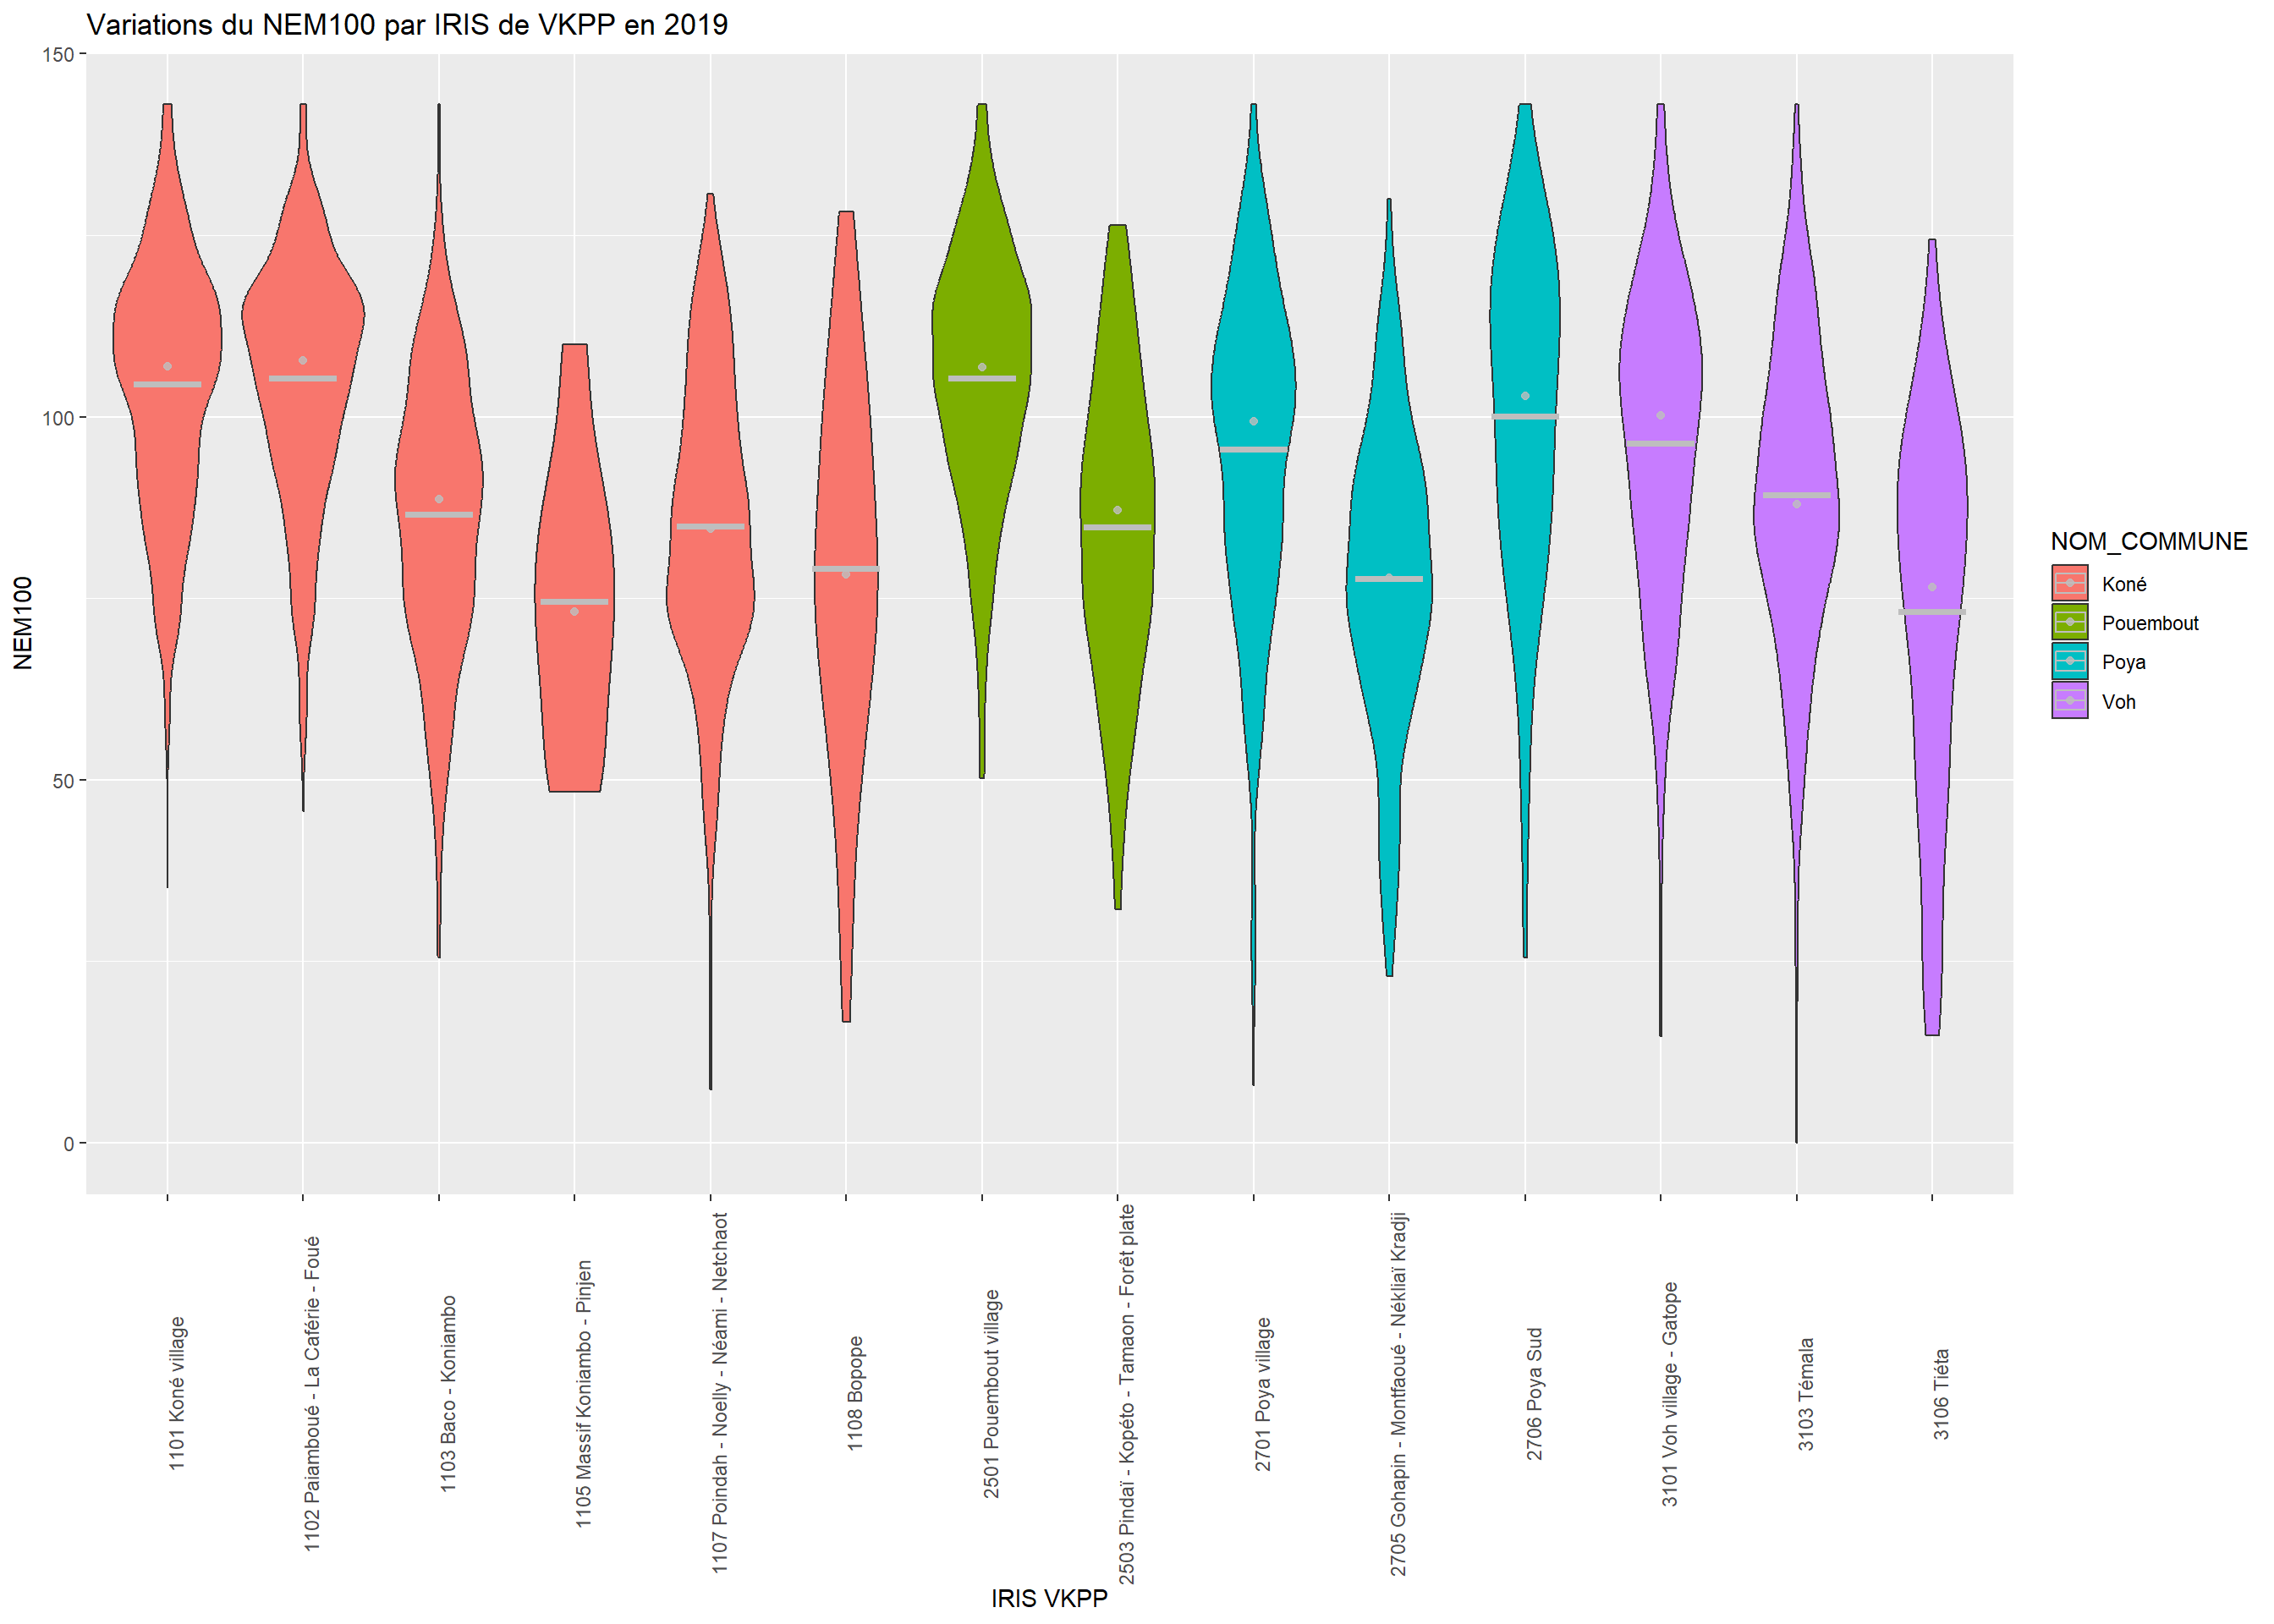 Variations du NEM100 par IRIS de VKPP en 2019
150
100
50
0
NEM100
1101 Koné village
1102 Paiamboué - La Caférie - Foué
1103 Baco - Koniambo
1105 Massif Koniambo - Pinjen
1107 Poindah - Noelly - Néami - Netchaot
1108 Bopope
2501 Pouembout village
2503 Pindaï - Kopéto - Tamaon - Forêt plate
2701 Poya village
2705 Gohapin - Montfaoué - Nékliaï Kradji
2706 Poya Sud
3101 Voh village - Gatope
3103 Témala
3106 Tiéta
IRIS VKPP
NOM_COMMUNE
Koné
Pouembout
Poya
Voh